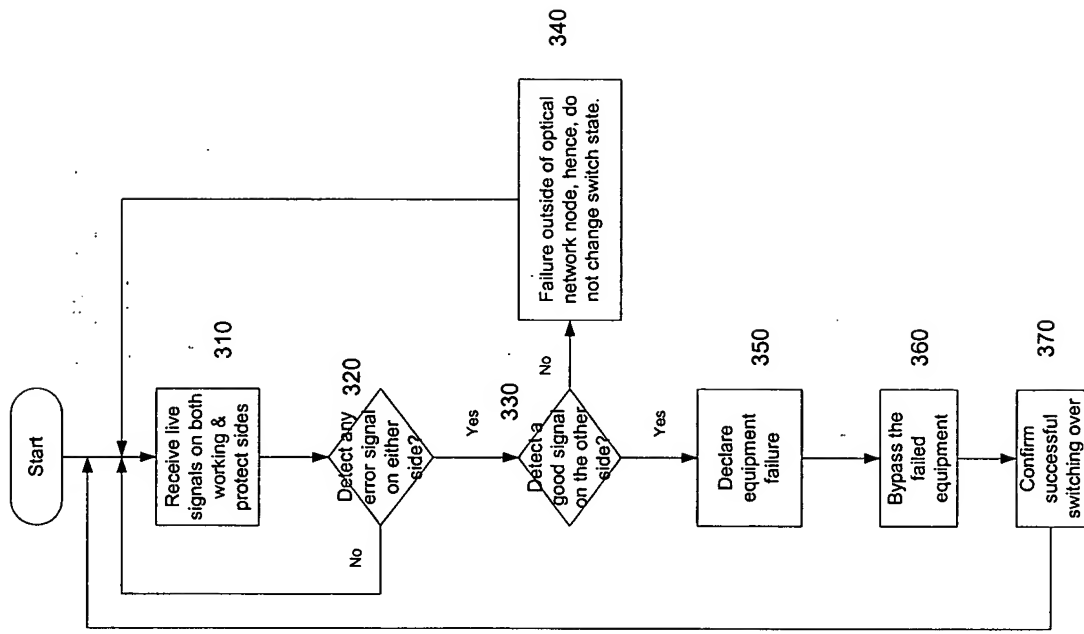 Start
310
Receive live
signals on both
working &
protect sides
320
Detect any
error signal
on either
side?
No
Yes
330
Detect a
good signal
on the other
side?
No
340
Failure outside of optical
network node, hence, do
not change switch state.
Yes
350
Declare
equipment
failure
360
Bypass the
failed
equipment
370
Confirm
successful
switching over